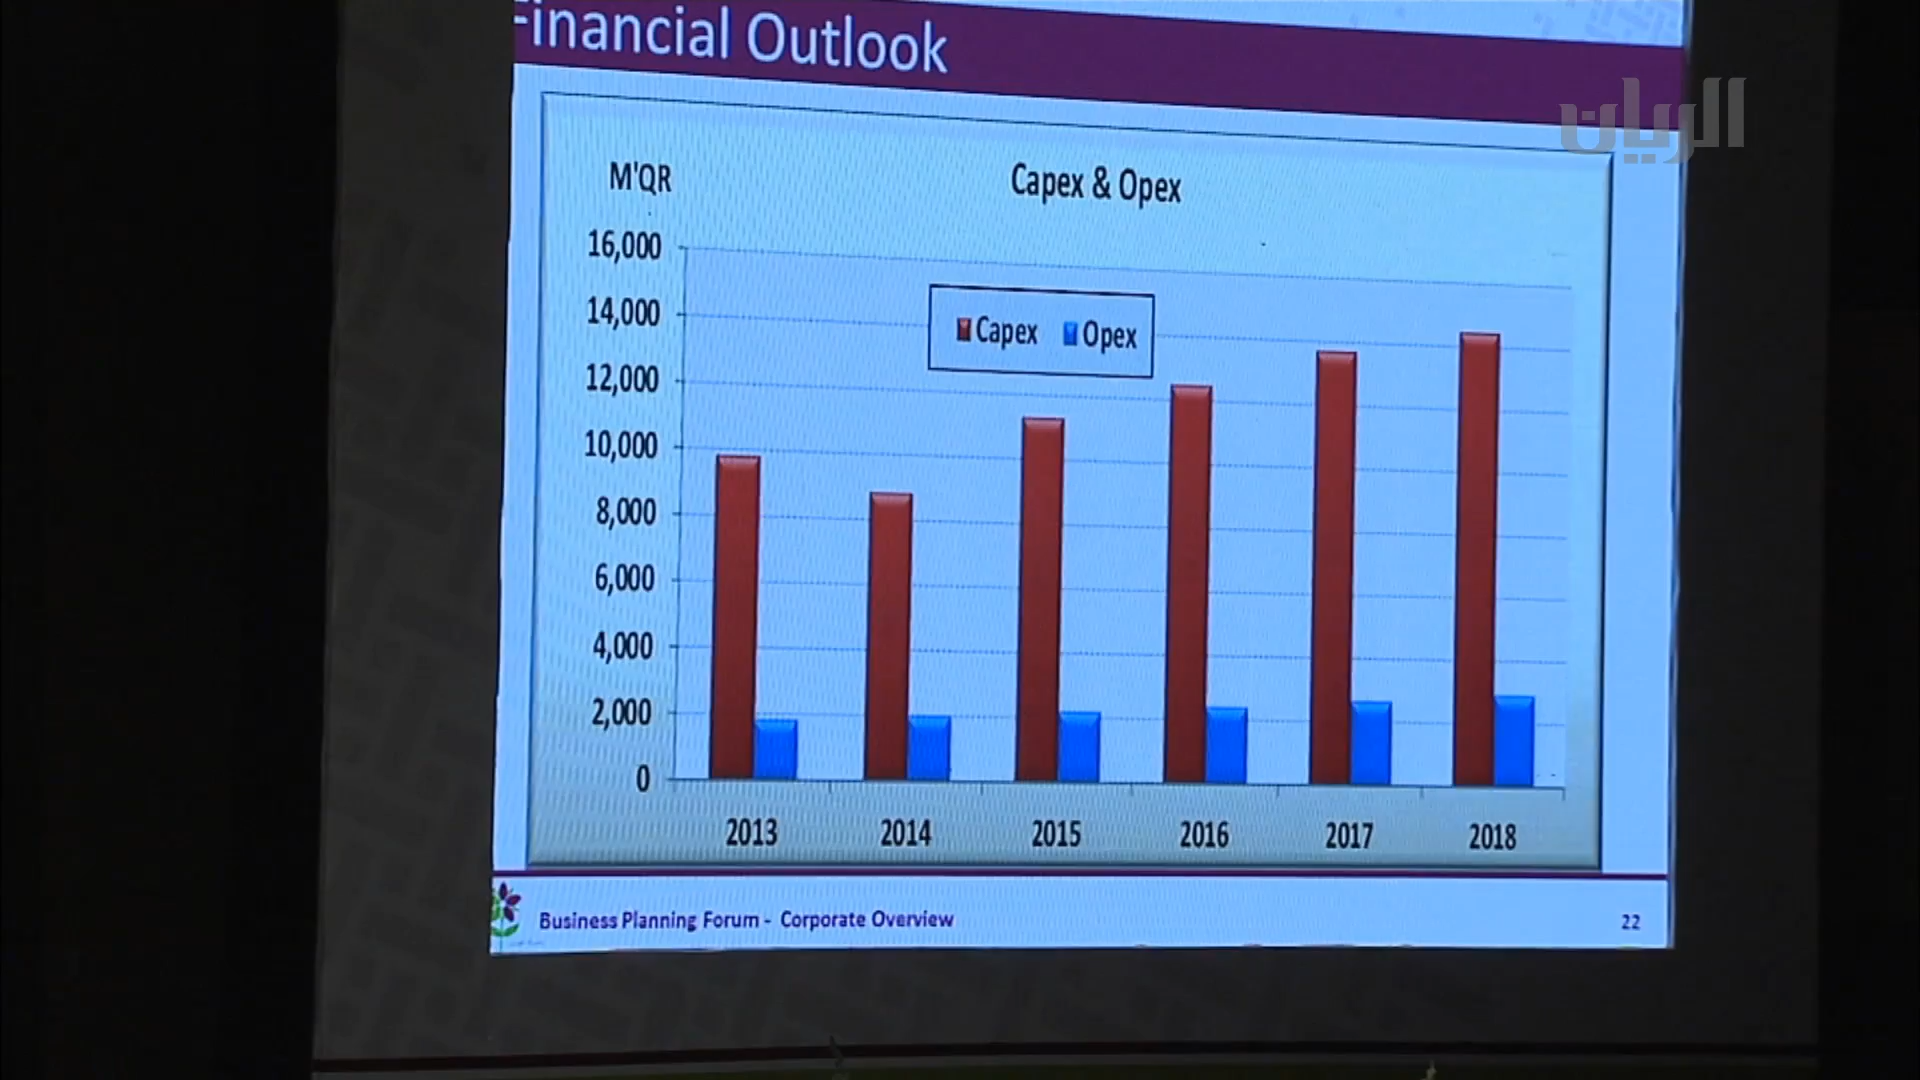 Financial Outlook
الريان
M'QR
Capex & Opex
16,000
14,000
12,000
10,000
8,000
6,000
4,000
2,000
0
Capex Opex
2013 2014 2015 2016 2017 2018
Business Planning Forum - Corporate Overview
22